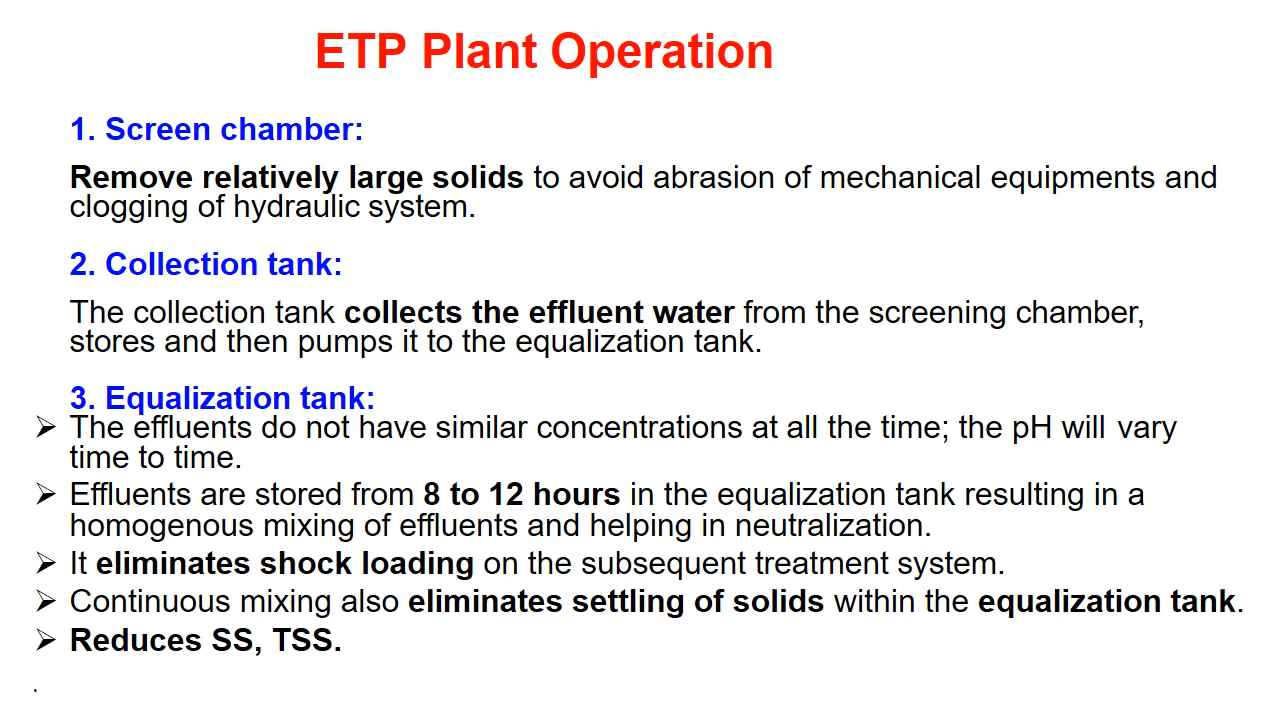 ETP Plant Operation
1. Screen chamber:
Remove relatively large solids to avoid abrasion of mechanical equipments and
clogging of hydraulic system.
2. Collection tank:
The collection tank collects the effluent water from the screening chamber,
stores and then pumps it to the equalization tank.
3. Equalization tank:
➢ The effluents do not have similar concentrations at all the time; the pH will vary
time to time.
➢ Effluents are stored from 8 to 12 hours in the equalization tank resulting in a
homogenous mixing of effluents and helping in neutralization.
➢ It eliminates shock loading on the subsequent treatment system.
➢ Continuous mixing also eliminates settling of solids within the equalization tank.
➢ Reduces SS, TSS.
.